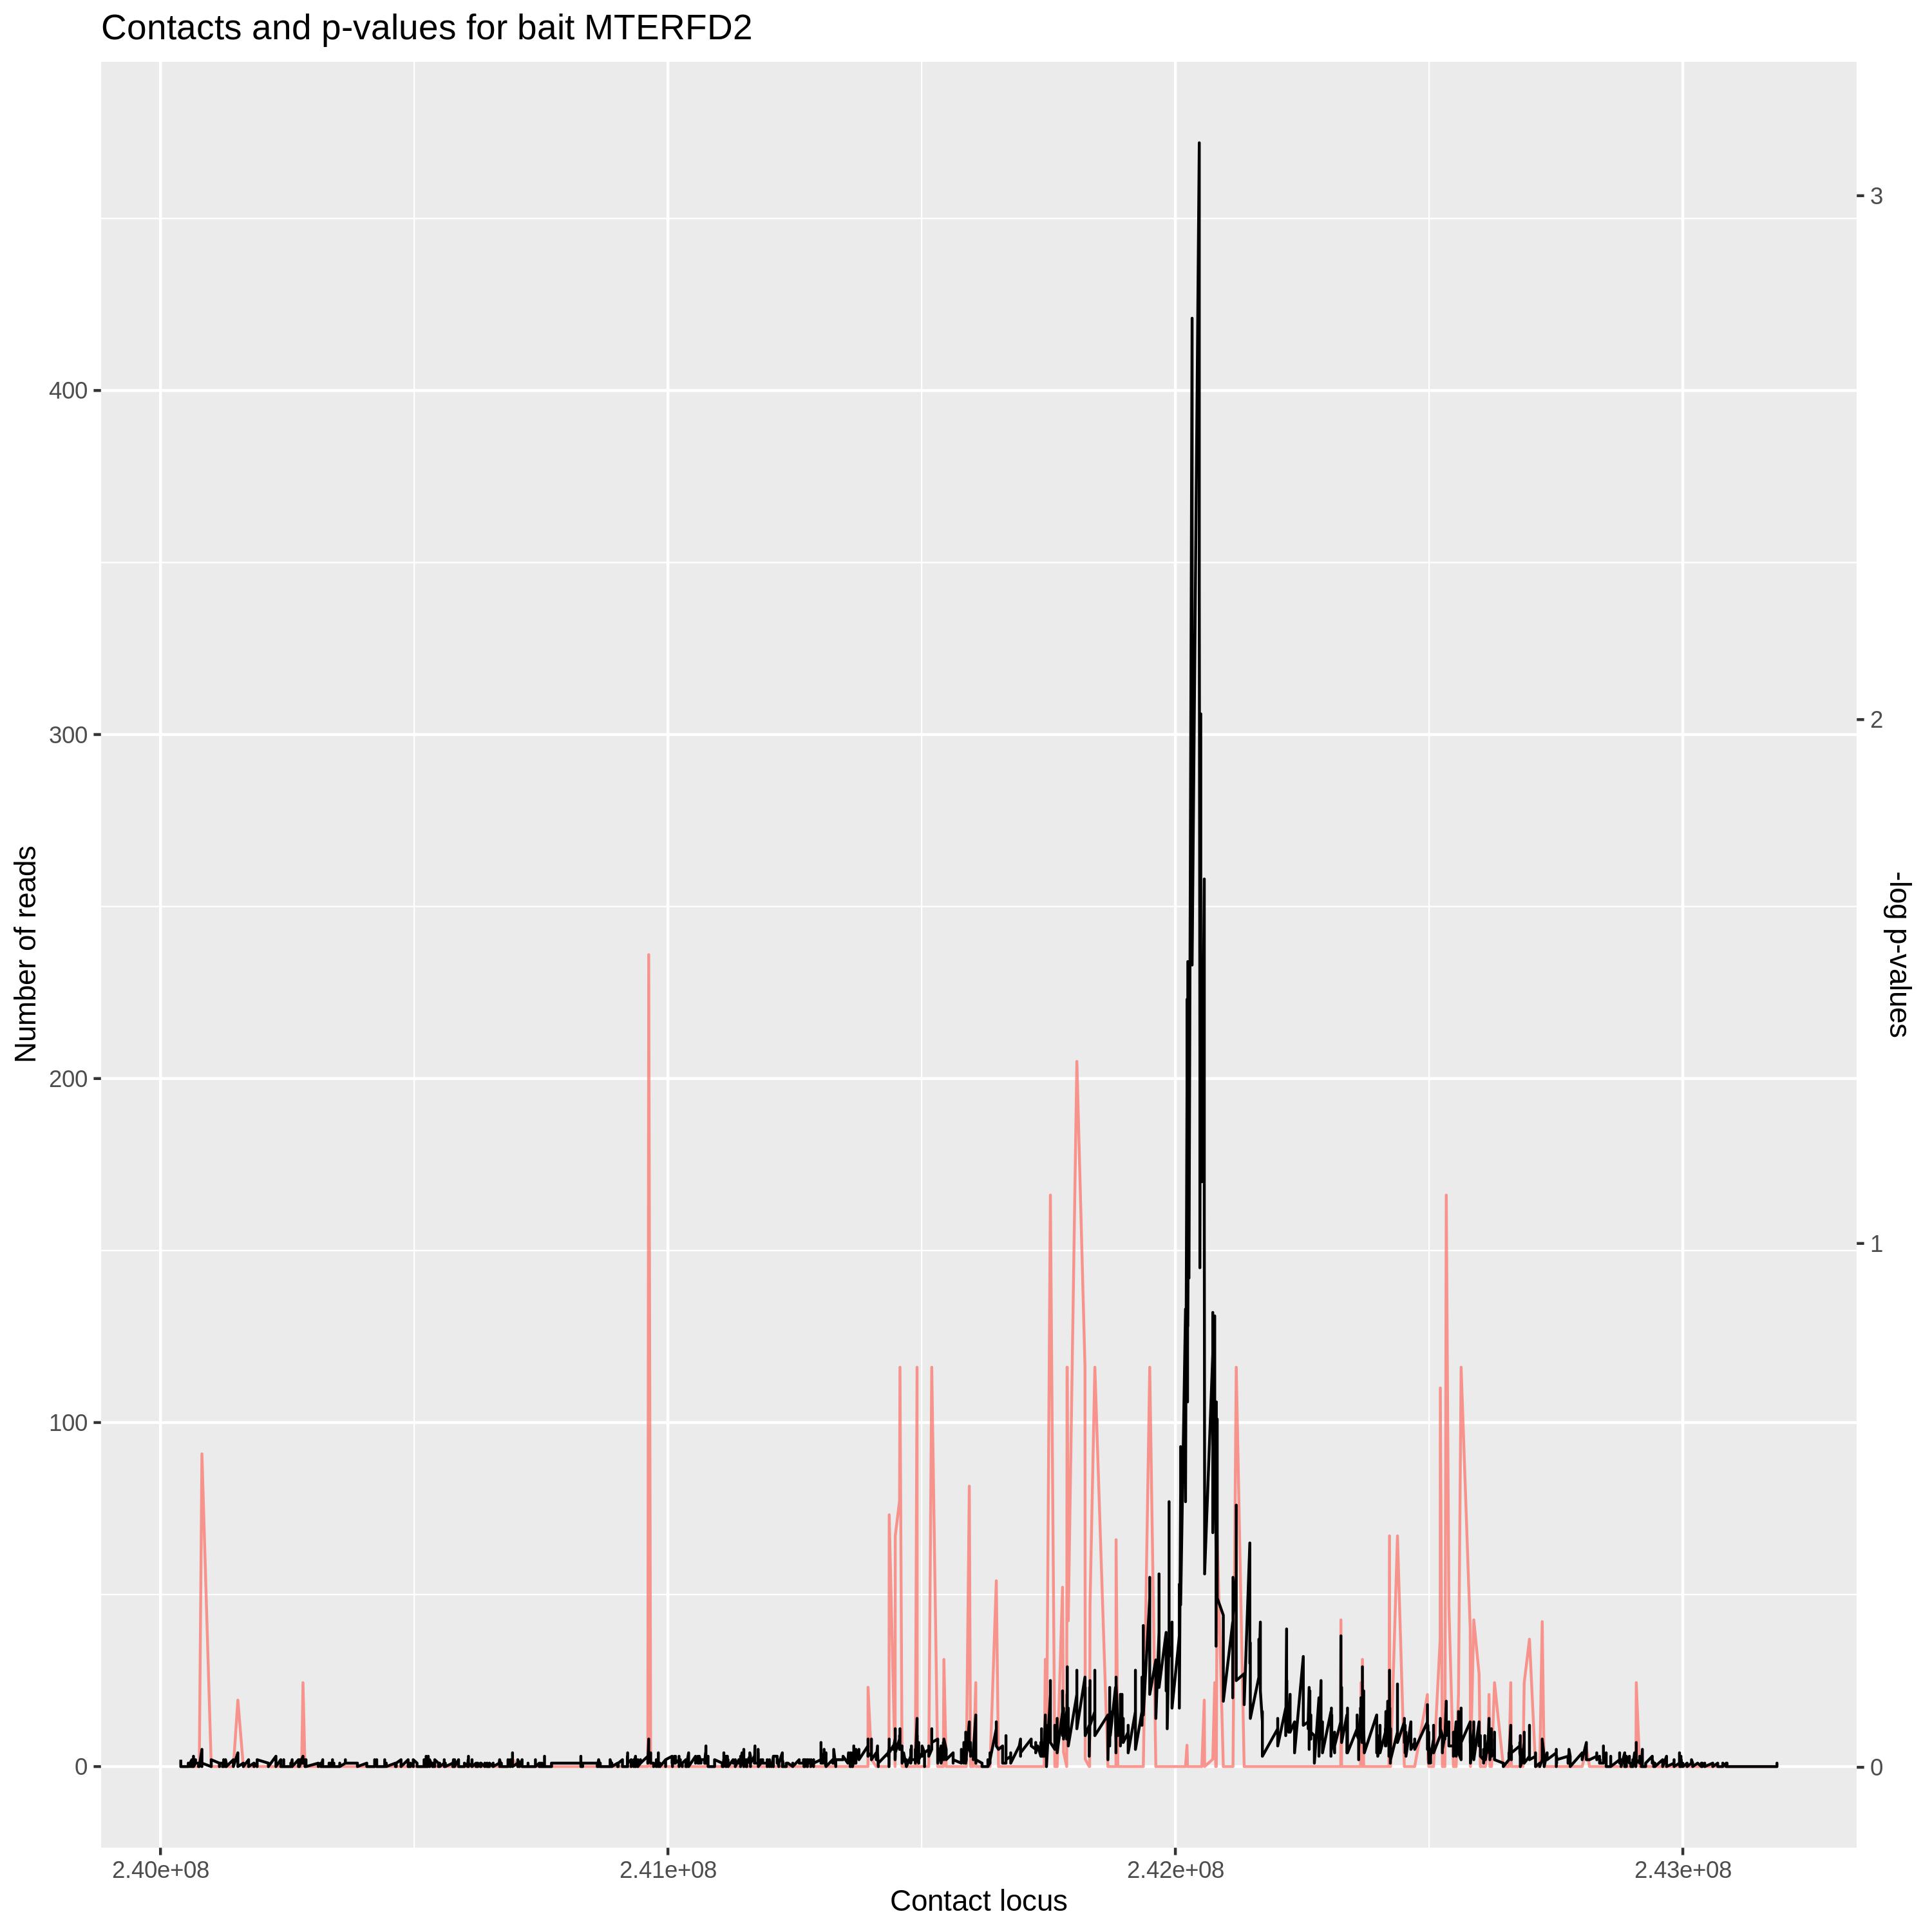 Contacts and p-values for bait MTERFD2
400
300
200
100
0
Number of reads
3
2
1
0
-log p-values
2.40e+08
2.41e+08
2.42e+08
2.43e+08
Contact locus